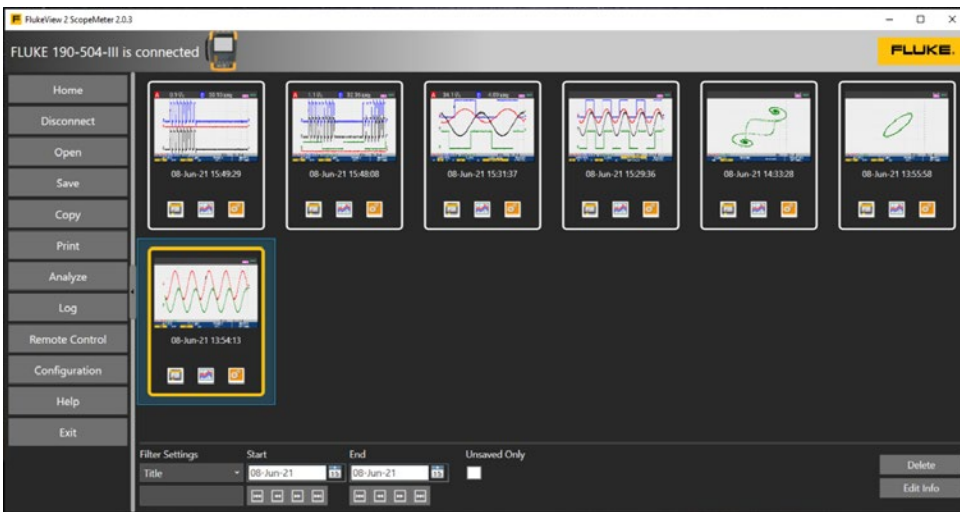 FlukeView 2 ScopeMeter 2.0.3
FLUKE 190-504-III is connected
FLUKE.
Home
Disconnect
Open
Save
Copy
Print
Analyze
Log
Remote Control
Configuration
Help
Exit
08-Jun-21 15:49:29
08-Jun-21 15:48:08
08-Jun-21 15:31:37
08-Jun-21 15:29:36
08-Jun-21 14:33:28
08-Jun-21 13:55:58
08-Jun-21 13:54:13
Filter Settings
Start
End
Unsaved Only
Title
08-Jun-21
08-Jun-21
Delete
Edit Info